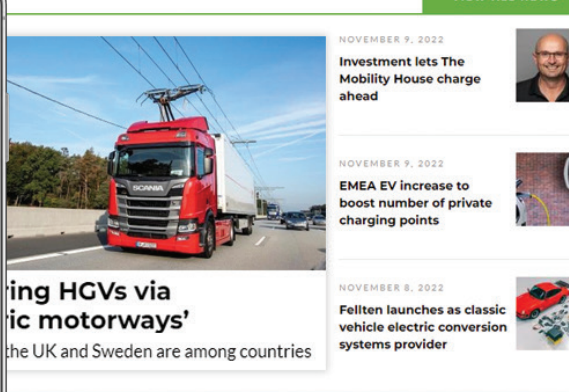 SCANIA
ring HGVs via
ric motorways’
the UK and Sweden are among countries
NOVEMBER 9, 2022
Investment lets The
Mobility House charge
ahead
NOVEMBER 9, 2022
EMEA EV increase to
boost number of private
charging points
NOVEMBER 8, 2022
Fellten launches as classic
vehicle electric conversion
systems provider